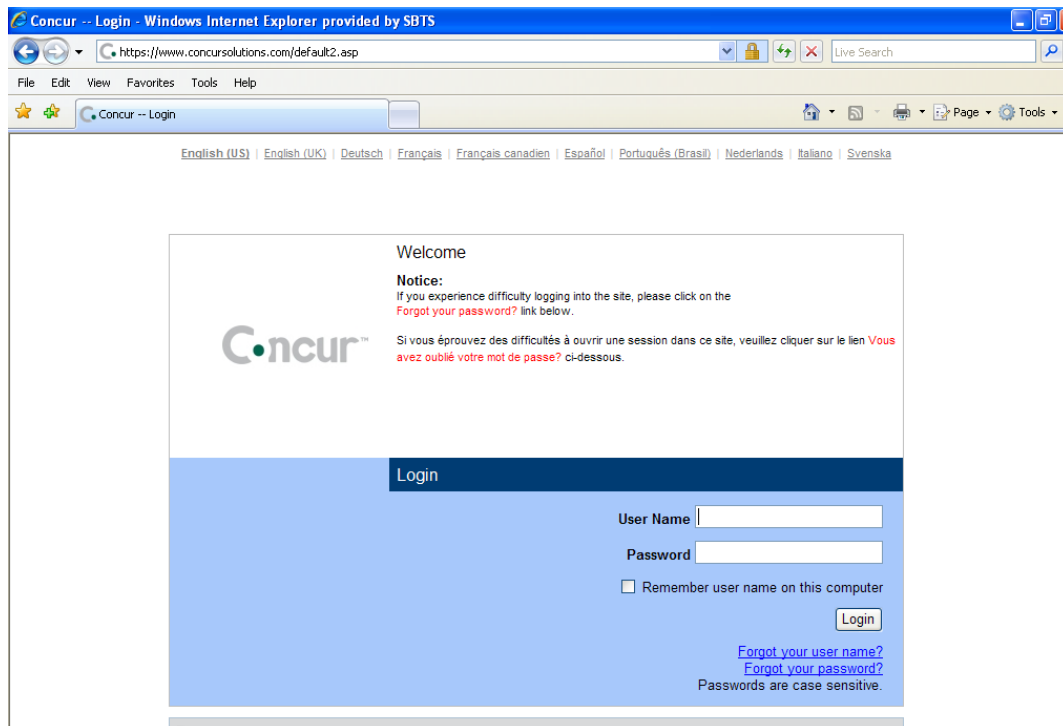 Concur -- Login - Windows Internet Explorer provided by SBTS
https://www.concursolutions.com/default2.asp
Live Search
File Edit View Favorites Tools Help
Concur -- Login
Page Tools
English (US) | English (UK) | Deutsch | Français | Français canadien | Español | Português (Brasil) | Nederlands | Italiano | Svenska
Welcome
Notice:
If you experience difficulty logging into the site, please click on the
Forgot your password? link below.
Concur™
Si vous éprouvez des difficultés à ouvrir une session dans ce site, veuillez cliquer sur le lien Vous
avez oublié votre mot de passe? ci-dessous.
Login
User Name
Password
Remember user name on this computer
Login
Forgot your user name?
Forgot your password?
Passwords are case sensitive.